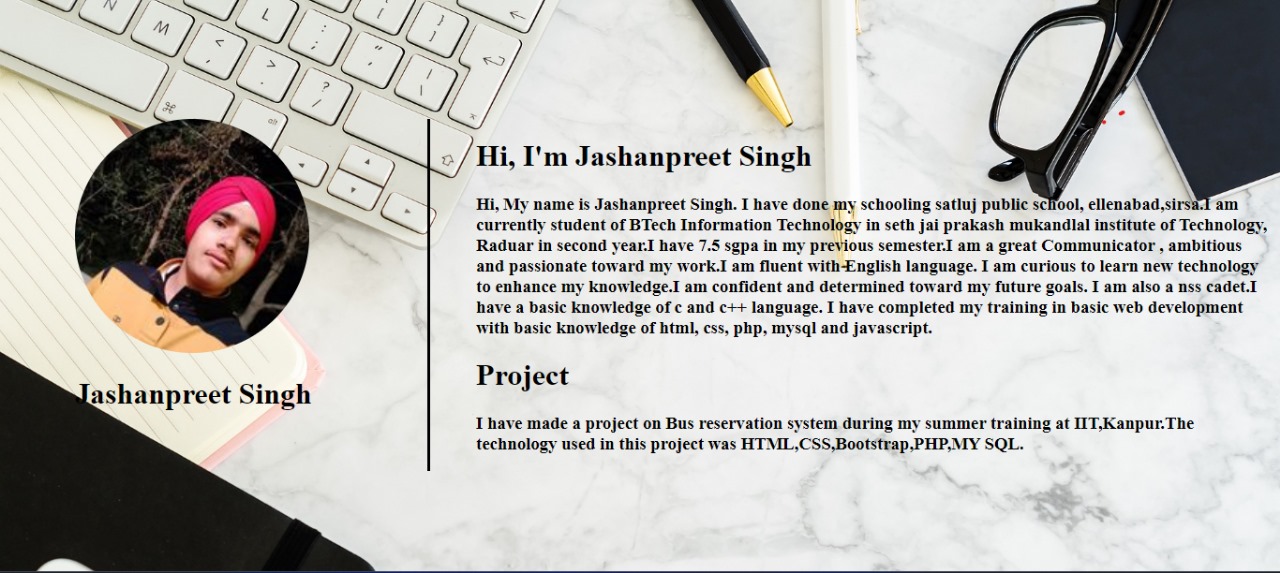 N
M
L
<
,
:
;
}
]
>
.
"
'
?
/
|
\
⌘
alt
Hi, I'm Jashanpreet Singh
Hi, My name is Jashanpreet Singh. I have done my schooling satluj public school, ellenabad,sirsa.I am
currently student of BTech Information Technology in seth jai prakash mukandlal institute of Technology,
Raduar in second year.I have 7.5 sgpa in my previous semester.I am a great Communicator , ambitious
and passionate toward my work.I am fluent with English language. I am curious to learn new technology
to enhance my knowledge.I am confident and determined toward my future goals. I am also a nss cadet.I
have a basic knowledge of c and c++ language. I have completed my training in basic web development
with basic knowledge of html, css, php, mysql and javascript.
Jashanpreet Singh
Project
I have made a project on Bus reservation system during my summer training at IIT,Kanpur.The
technology used in this project was HTML,CSS,Bootstrap,PHP,MY SQL.